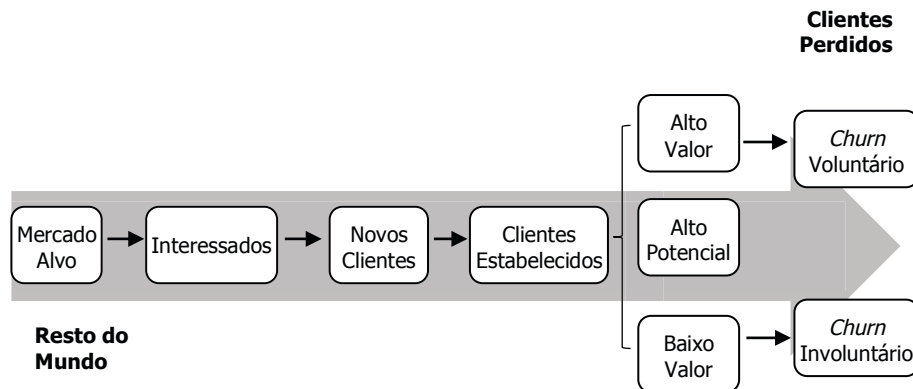 Clientes
Perdidos
Alto
Valor
Churn
Voluntário
Mercado
Alvo
Interessados
Novos
Clientes
Clientes
Estabelecidos
Alto
Potencial
Resto do
Mundo
Baixo
Valor
Churn
Involuntário